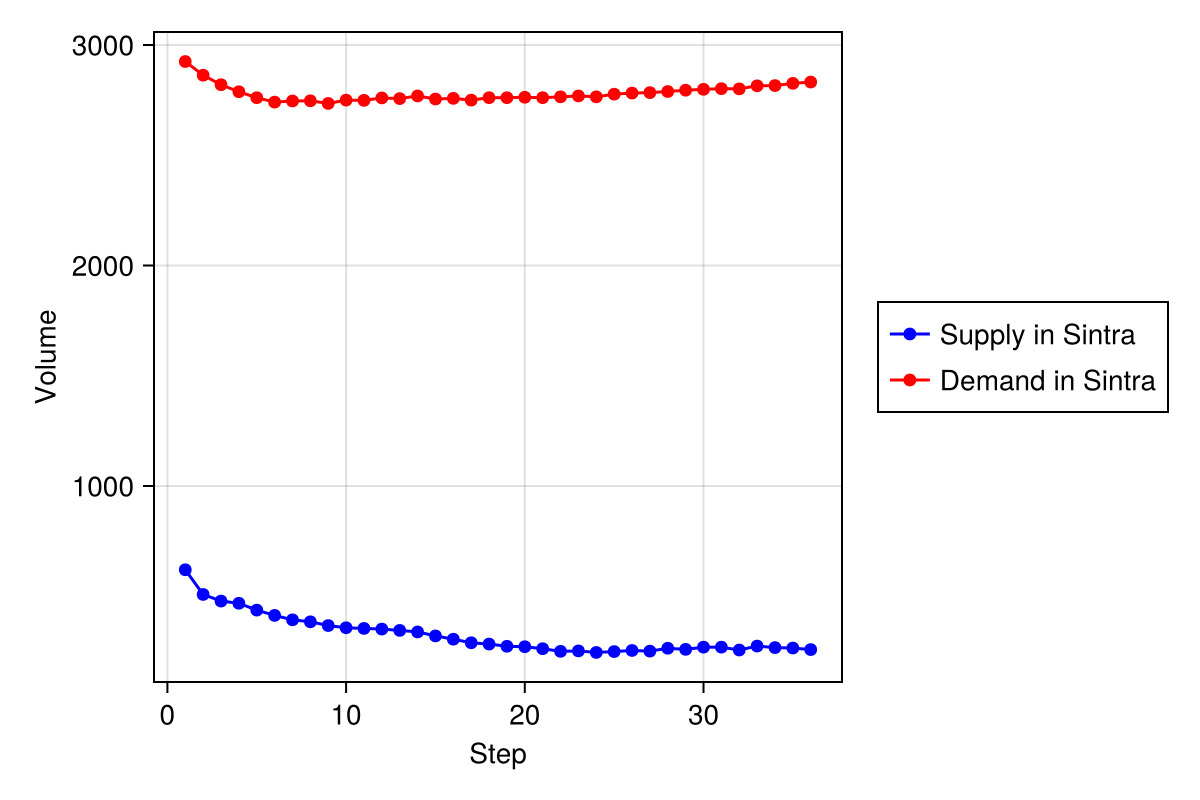 3000
2000
1000
Volume
0 10 20 30
Step
Supply in Sintra
Demand in Sintra